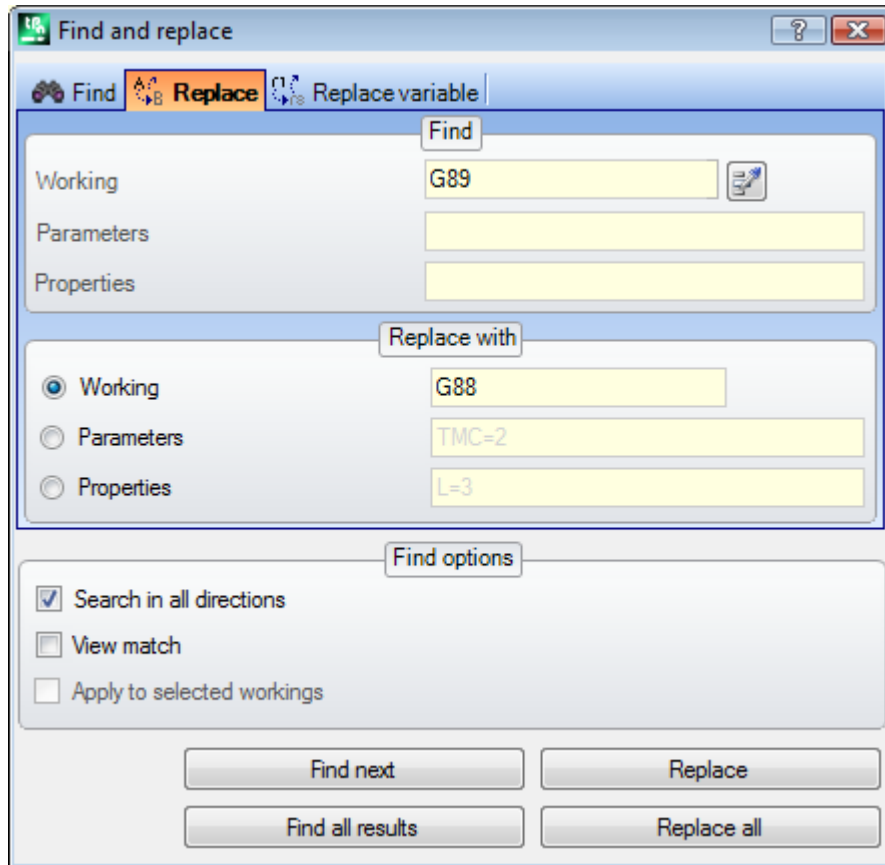 Find and replace
Find Replace Replace variable
Find
Working G89
Parameters
Properties
Replace with
Working G88
Parameters TMC=2
Properties L=3
Find options
Search in all directions
View match
Apply to selected workings
Find next Replace
Find all results Replace all